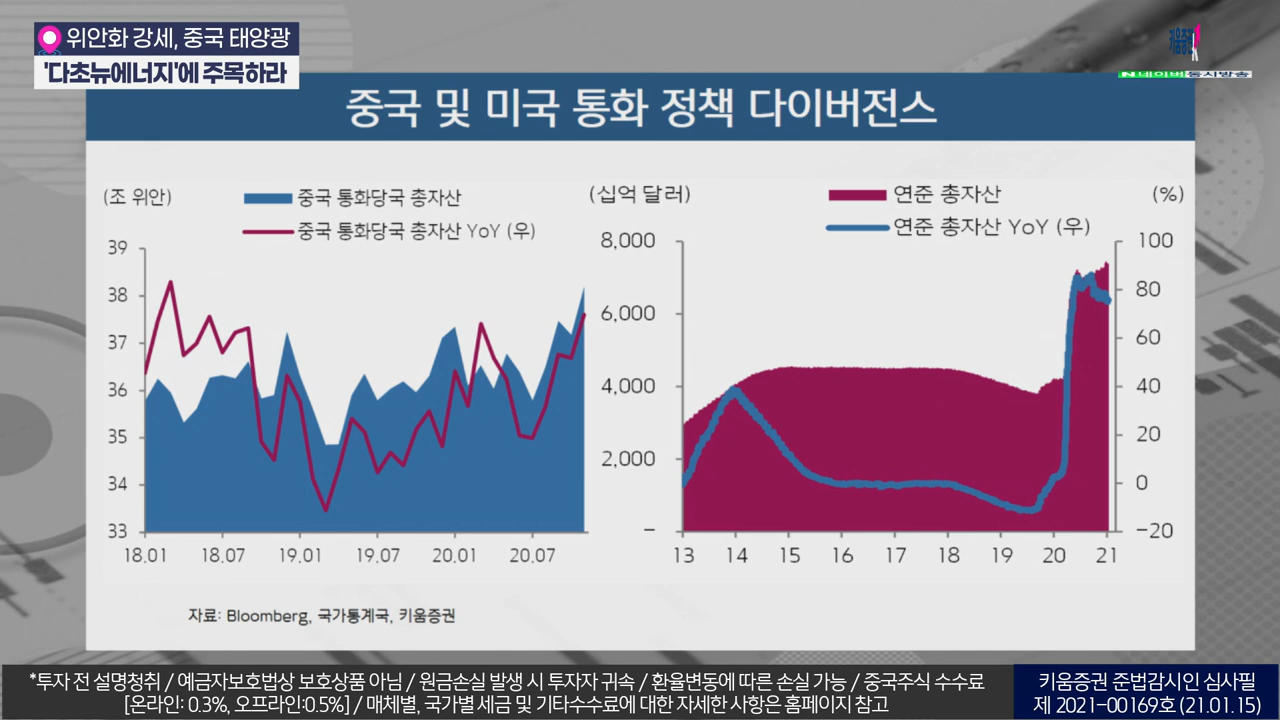 위안화 강세, 중국 태양광
'다초뉴에너지'에 주목하라
키움증권
N 네이버
중국 및 미국 통화 정책 다이버전스
(조 위안)
중국 통화당국 총자산
중국 통화당국 총자산 YoY (우)
39
38
37
36
35
34
33
18.01 18.07 19.01 19.07 20.01 20.07
(십억 달러)
연준 총자산
(%)
연준 총자산 YoY (우)
8,000
6,000
4,000
2,000
–
100
80
60
40
20
0
-20
13 14 15 16 17 18 19 20 21
자료: Bloomberg, 국가통계국, 키움증권
*투자 전 설명청취 / 예금자보호법상 보호상품 아님 / 원금손실 발생 시 투자자 귀속 / 환율변동에 따른 손실 가능 / 중국주식 수수료
[온라인: 0.3%, 오프라인:0.5%] / 매체별, 국가별 세금 및 기타수수료에 대한 자세한 사항은 홈페이지 참고
키움증권 준법감시인 심사필
제 2021-00169호 (21.01.15)